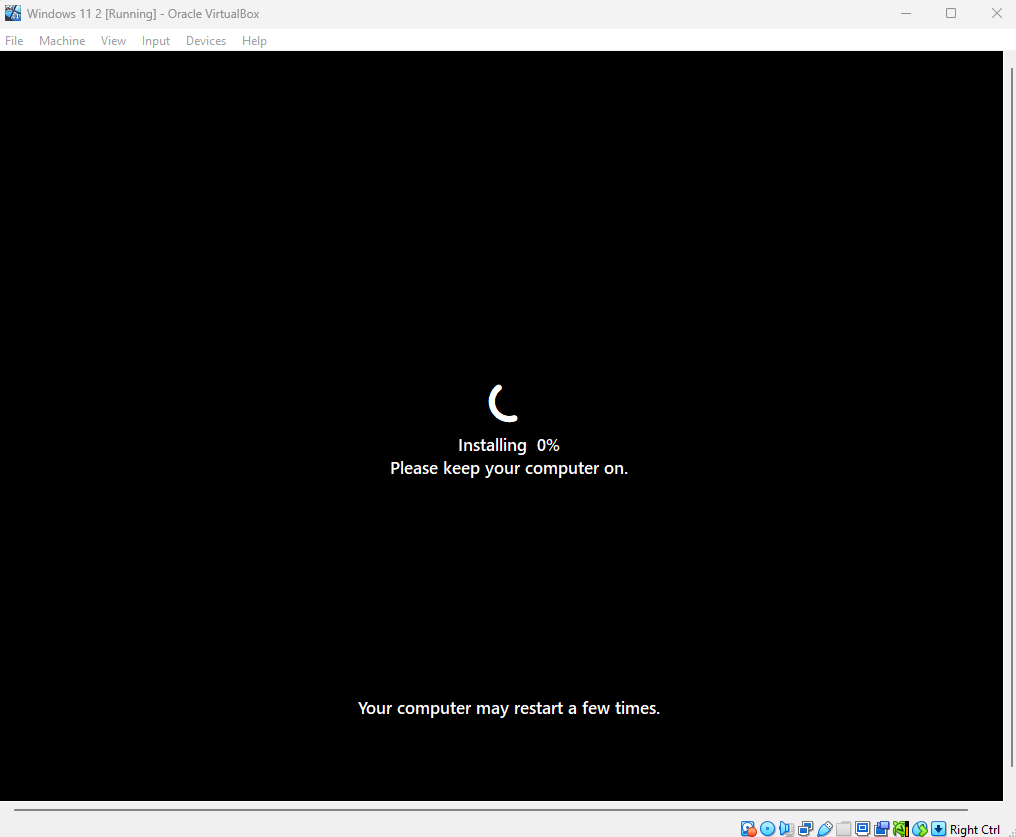 Windows 11 2 [Running] - Oracle VirtualBox
File Machine View Input Devices Help
Installing 0%
Please keep your computer on.
Your computer may restart a few times.
Right Ctrl